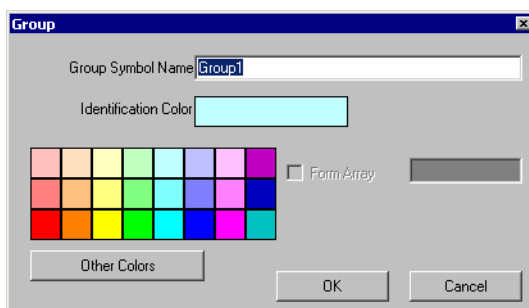 Group
Group Symbol Name Group1
Identification Color
Form Array
Other Colors
OK Cancel